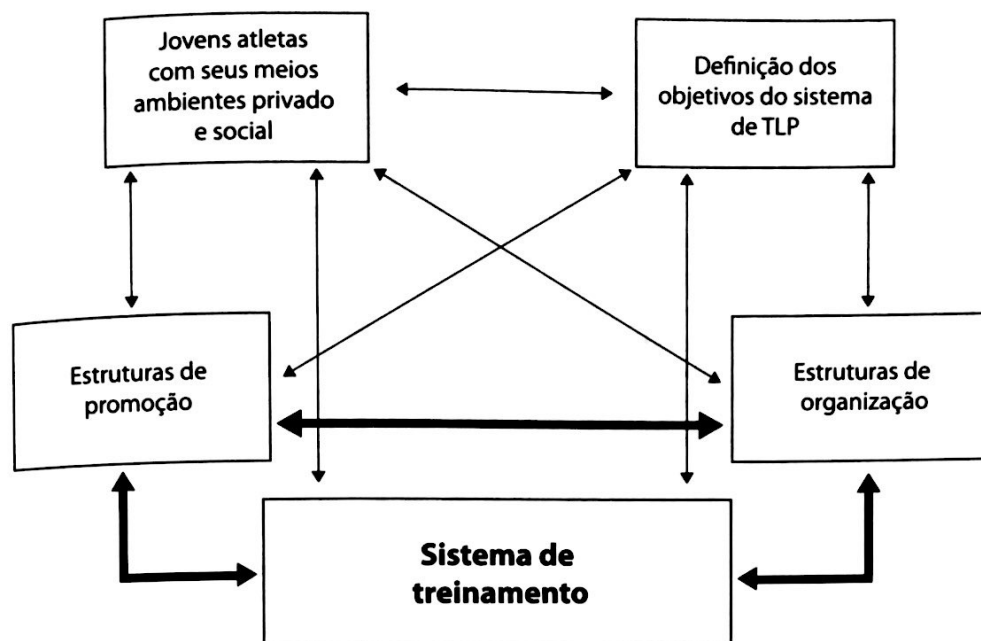 Jovens atletas
com seus meios
ambientes privado
e social
Definição dos
objetivos do sistema
de TLP
Estruturas de
promoção
Estruturas de
organização
Sistema de
treinamento